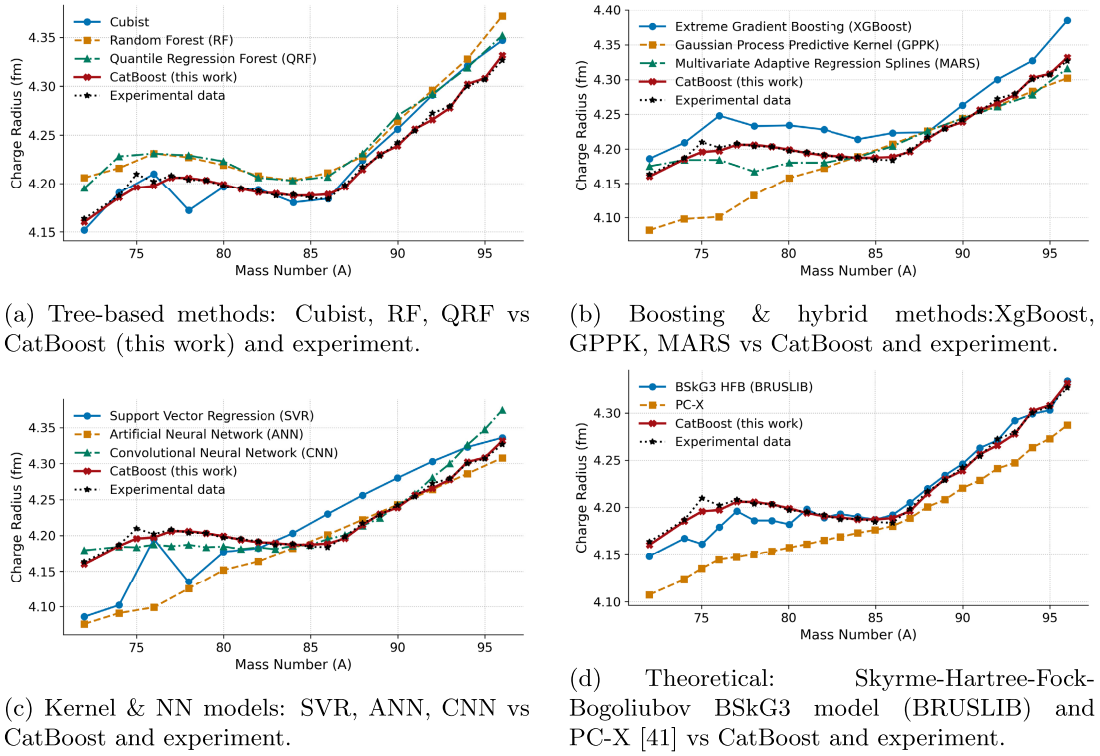 Cubist
Random Forest (RF)
Quantile Regression Forest (QRF)
CatBoost (this work)
Experimental data
Charge Radius (fm)
4.35
4.30
4.25
4.20
4.15
75 80 85 90 95
Mass Number (A)
(a) Tree-based methods: Cubist, RF, QRF vs
CatBoost (this work) and experiment.
Extreme Gradient Boosting (XGBoost)
Gaussian Process Predictive Kernel (GPPK)
Multivariate Adaptive Regression Splines (MARS)
CatBoost (this work)
Experimental data
Charge Radius (fm)
4.40
4.35
4.30
4.25
4.20
4.15
4.10
75 80 85 90 95
Mass Number (A)
(b) Boosting & hybrid methods:XgBoost,
GPPK, MARS vs CatBoost and experiment.
Support Vector Regression (SVR)
Artificial Neural Network (ANN)
Convolutional Neural Network (CNN)
CatBoost (this work)
Experimental data
Charge Radius (fm)
4.35
4.30
4.25
4.20
4.15
4.10
75 80 85 90 95
Mass Number (A)
(c) Kernel & NN models: SVR, ANN, CNN vs
CatBoost and experiment.
BSkG3 HFB (BRUSLIB)
PC-X
CatBoost (this work)
Experimental data
Charge Radius (fm)
4.30
4.25
4.20
4.15
4.10
75 80 85 90 95
Mass Number (A)
(d) Theoretical: Skyrme-Hartree-Fock-
Bogoliubov BSkG3 model (BRUSLIB) and
PC-X [41] vs CatBoost and experiment.